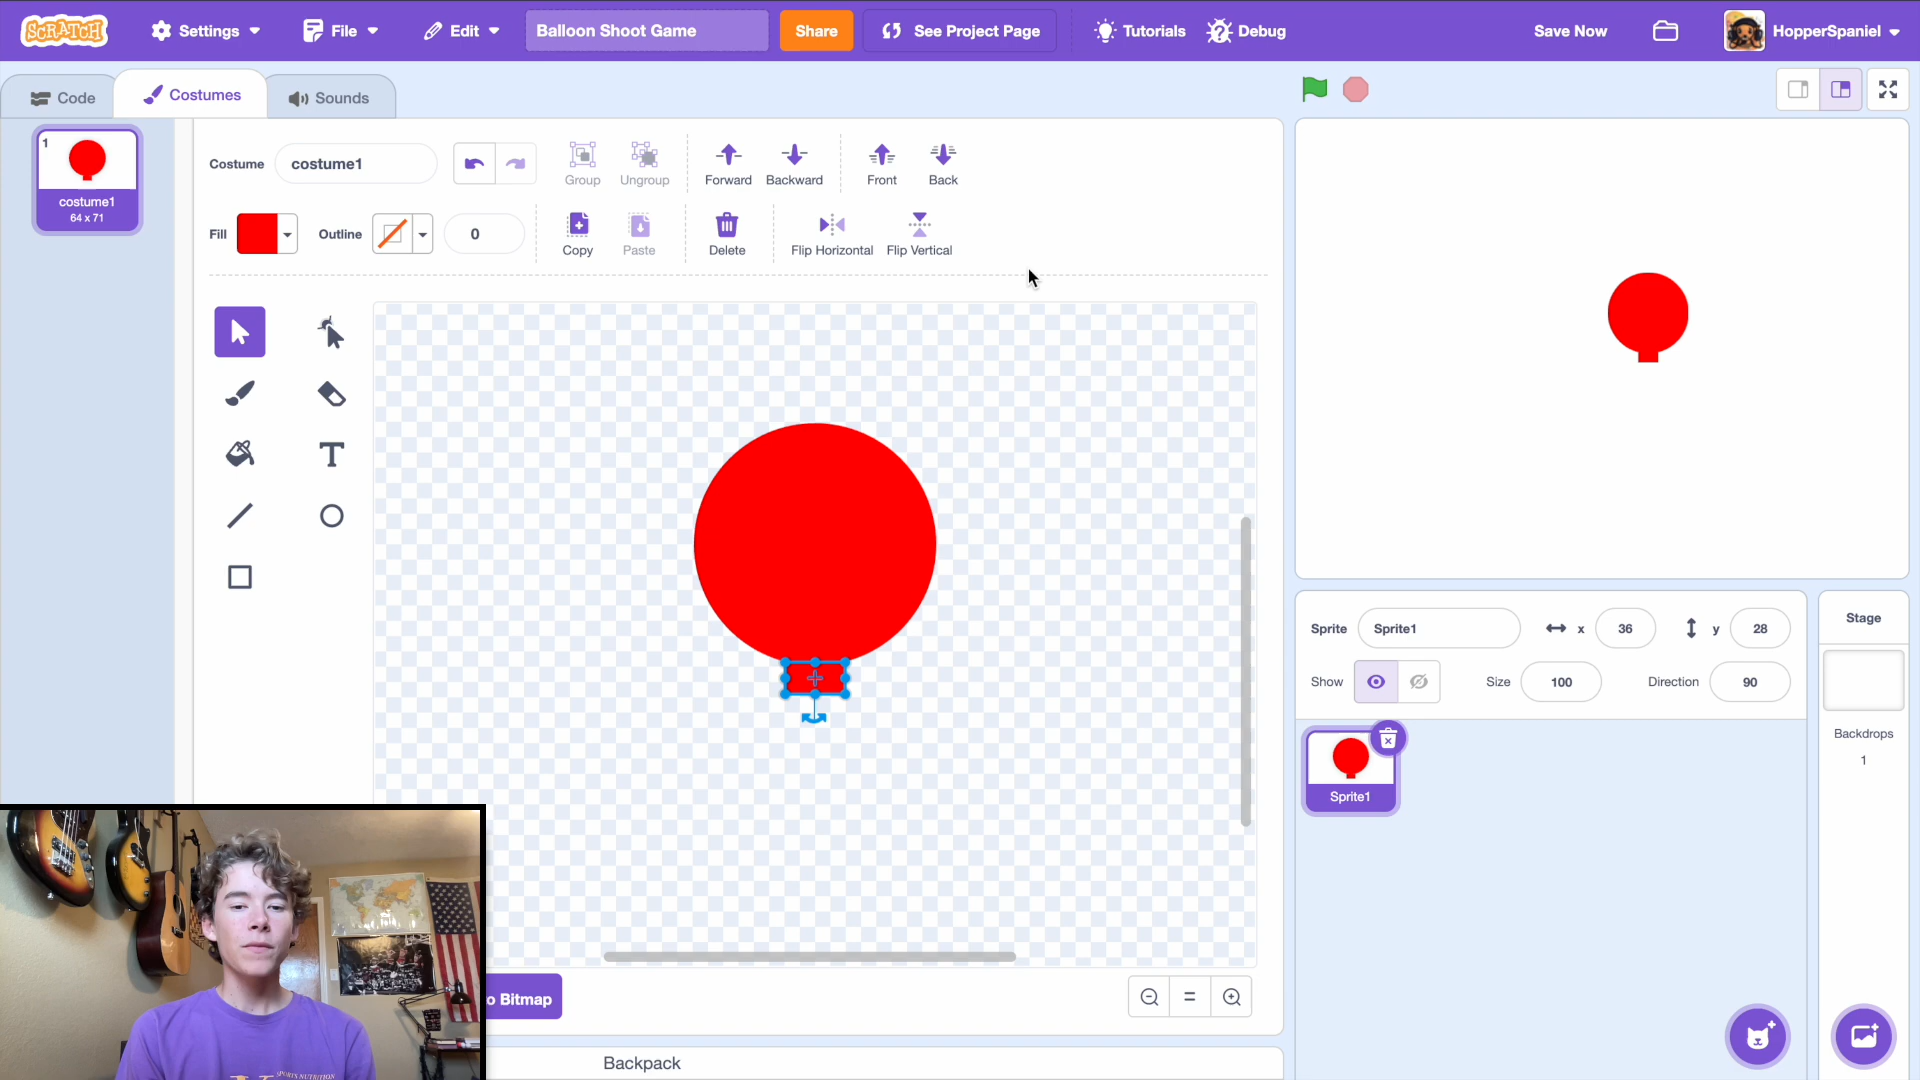 SCRATCH Settings File Edit Balloon Shoot Game Share See Project Page Tutorials Debug Save Now HopperSpaniel
Code Costumes Sounds
1
costume1
64 x 71
Costume costume1 Group Ungroup Forward Backward Front Back
Fill Outline 0 Copy Paste Delete Flip Horizontal Flip Vertical
T
Sprite Sprite1 x 36 y 28
Show Size 100 Direction 90
Sprite1
Stage
Backdrops
1
o Bitmap
Backpack
SPORTS NUTRITION